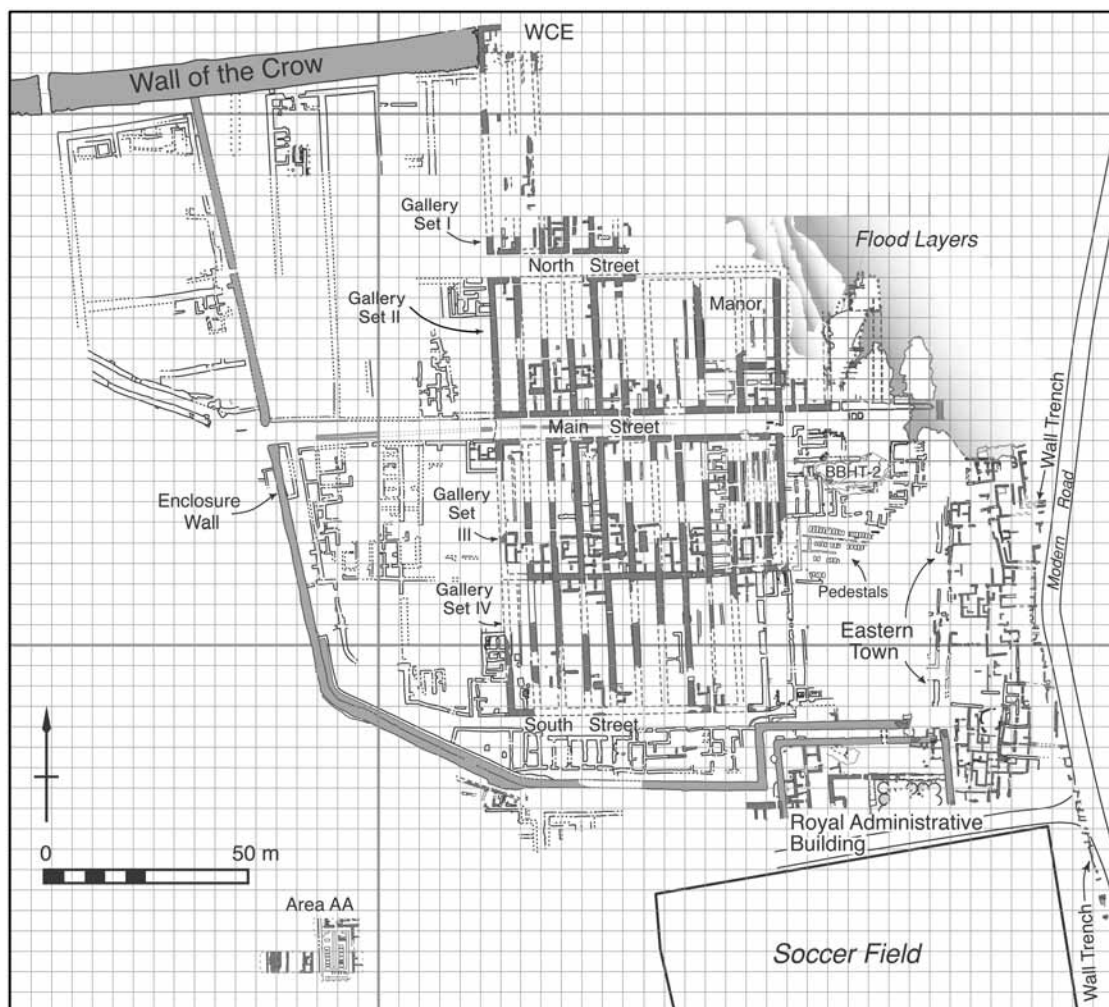 WCE
Wall of the Crow
Gallery
Set I
Flood Layers
North Street
Gallery
Set II
Manor
Main Street
Wall Trench
BBHT-2
Modern Road
Enclosure
Wall
Gallery
Set
III
Pedestals
Gallery
Set IV
Eastern
Town
South Street
Royal Administrative
Building
0 50 m
Area AA
Soccer Field
Wall Trench